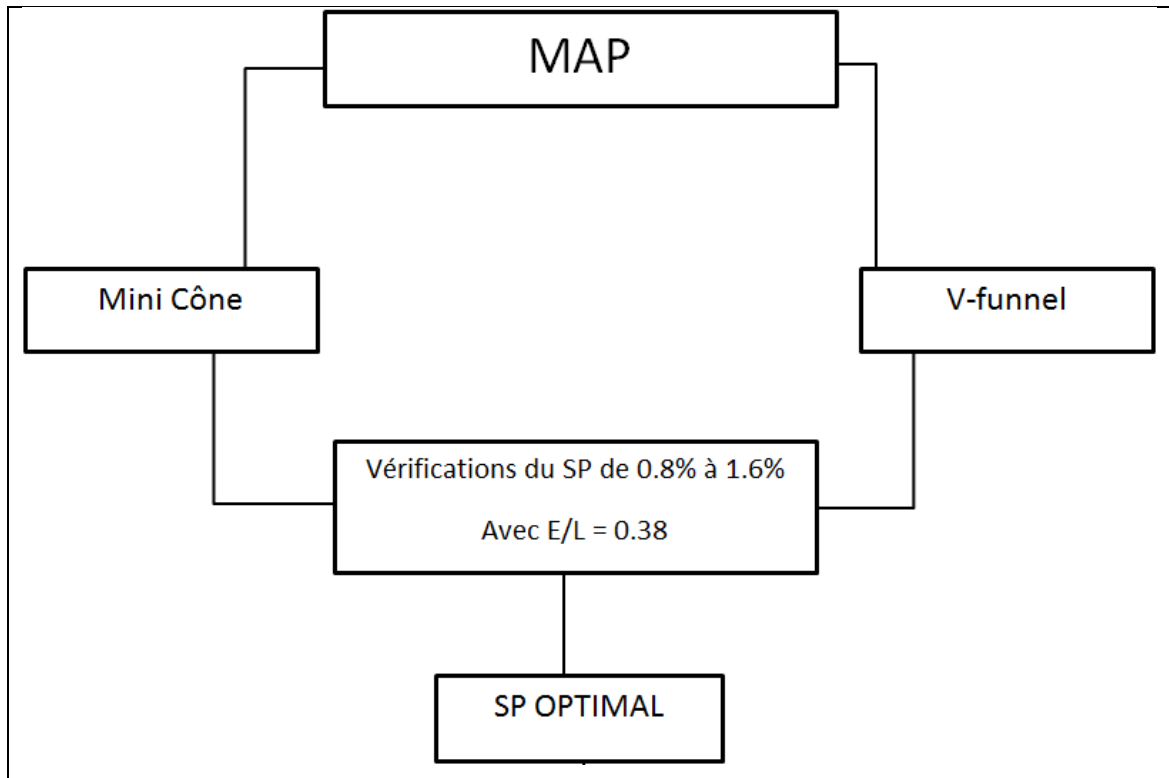 MAP
Mini Cône
V-funnel
Vérifications du SP de 0.8% à 1.6%
Avec E/L = 0.38
SP OPTIMAL